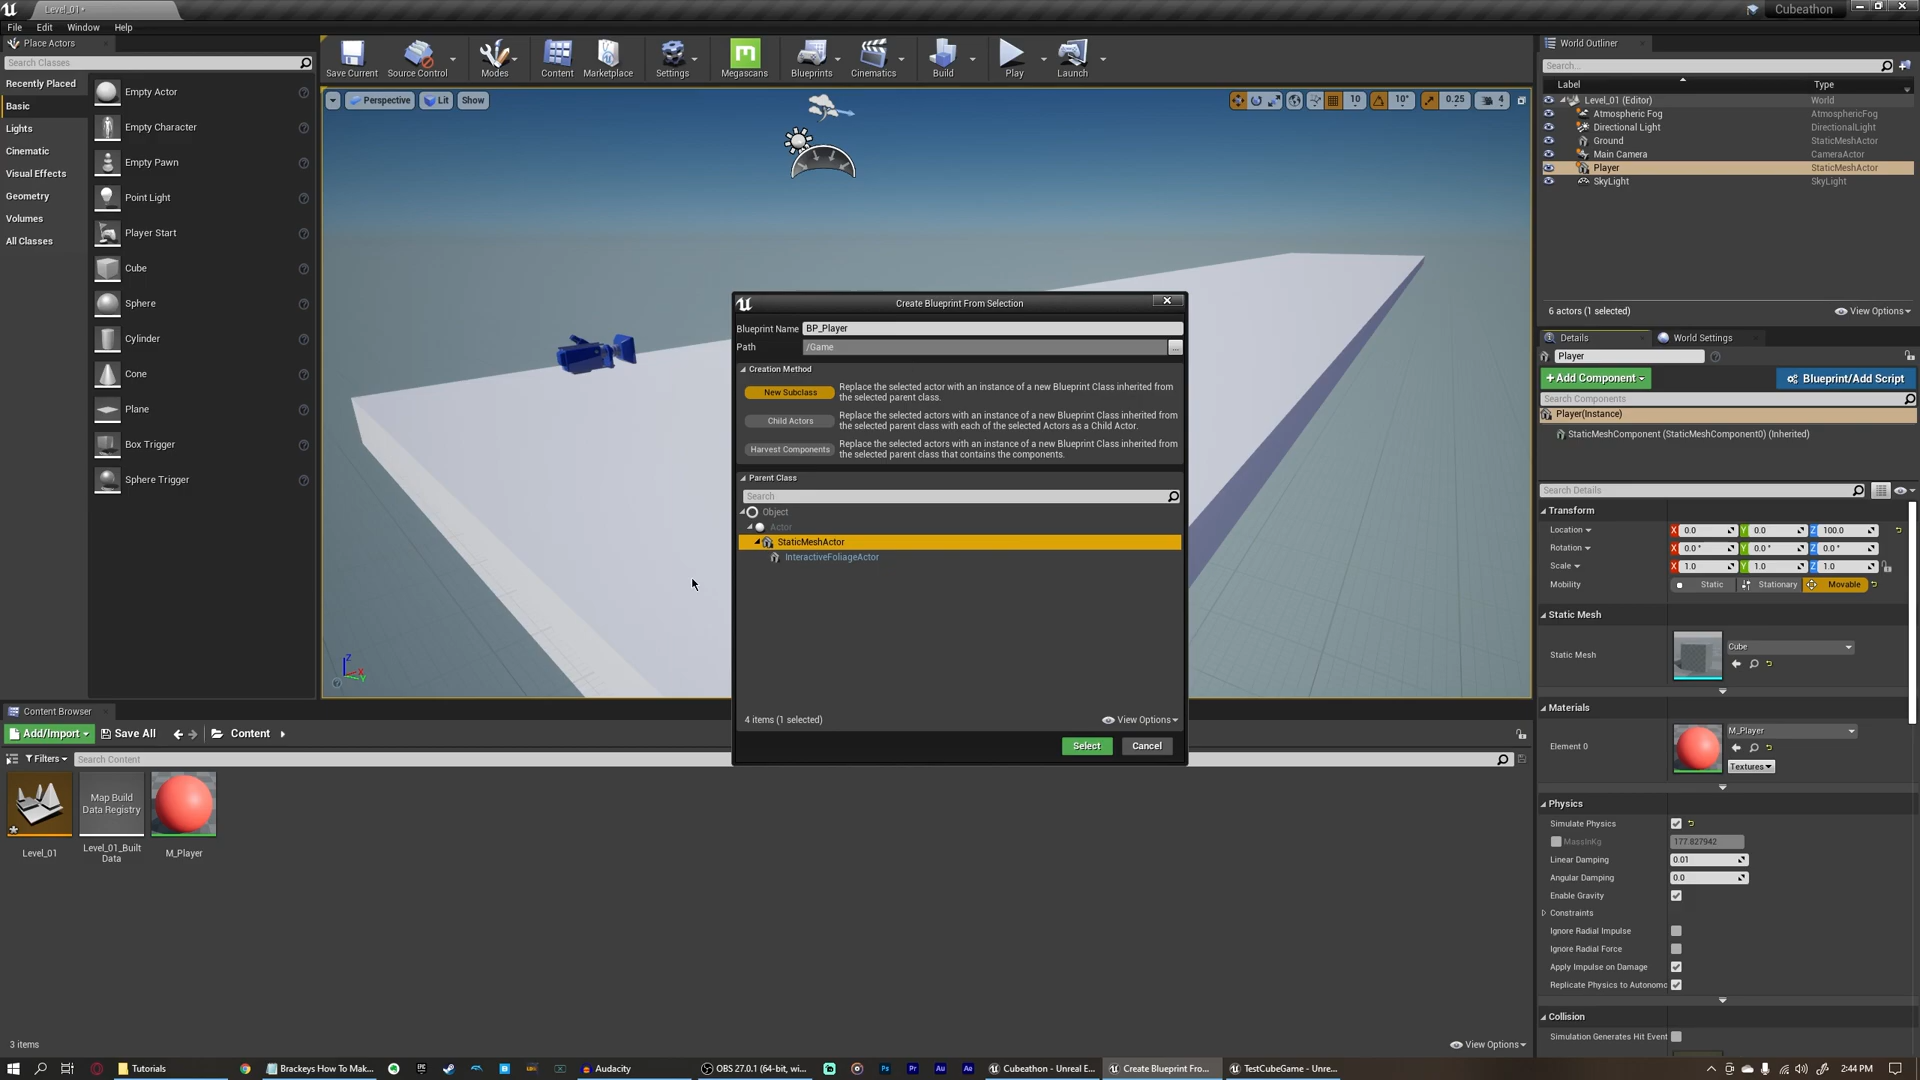 Level_01*
Cubeathon
File Edit Window Help
Place Actors
Search Classes
Recently Placed
Basic
Lights
Cinematic
Visual Effects
Geometry
Volumes
All Classes
Empty Actor
Empty Character
Empty Pawn
Point Light
Player Start
Cube
Sphere
Cylinder
Cone
Plane
Box Trigger
Sphere Trigger
Save Current
Source Control
Modes
Content
Marketplace
Settings
Megascans
Blueprints
Cinematics
Build
Play
Launch
Perspective
Lit
Show
10
10°
0.25
4
Create Blueprint From Selection
Blueprint Name BP_Player
Path /Game
...
Creation Method
New Subclass
Replace the selected actor with an instance of a new Blueprint Class inherited from
the selected parent class.
Child Actors
Replace the selected actors with an instance of a new Blueprint Class inherited from
the selected parent class with each of the selected Actors as a Child Actor.
Harvest Components
Replace the selected actors with an instance of a new Blueprint Class inherited from
the selected parent class that contains the components.
Parent Class
Search
Object
Actor
StaticMeshActor
InteractiveFoliageActor
4 items (1 selected)
View Options
Select
Cancel
World Outliner
Search...
Label Type
Level_01 (Editor) World
Atmospheric Fog AtmosphericFog
Directional Light DirectionalLight
Ground StaticMeshActor
Main Camera CameraActor
Player StaticMeshActor
SkyLight SkyLight
6 actors (1 selected)
View Options
Details
World Settings
Player
+Add Component
Blueprint/Add Script
Search Components
Player(Instance)
StaticMeshComponent (StaticMeshComponent0) (Inherited)
Search Details
Transform
Location X 0.0 Y 0.0 Z 100.0
Rotation X 0.0° Y 0.0° Z 0.0°
Scale X 1.0 Y 1.0 Z 1.0
Mobility Static Stationary Movable
Static Mesh
Static Mesh
Cube
Materials
Element 0
M_Player
Textures
Physics
Simulate Physics
MassInKg 177.827942
Linear Damping 0.01
Angular Damping 0.0
Enable Gravity
Constraints
Ignore Radial Impulse
Ignore Radial Force
Apply Impulse on Damage
Replicate Physics to Autonomo
Collision
Simulation Generates Hit Event
Z
X
Y
Content Browser
Add/Import
Save All
Content
Filters
Search Content
Map Build
Data Registry
Level_01
Level_01_Built
Data
M_Player
3 items
View Options
Tutorials
Brackeys How To Mak...
Audacity
OBS 27.0.1 (64-bit, wi...
Ps
Pr
Au
Ae
Cubeathon - Unreal E...
Create Blueprint Fro...
TestCubeGame - Unre...
2:44 PM